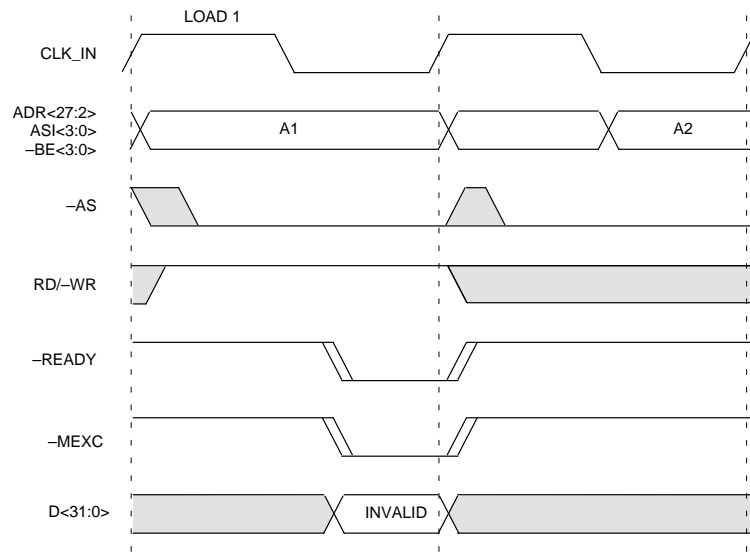 LOAD 1
CLK_IN
ADR<27:2>
ASI<3:0>
–BE<3:0>
A1
A2
–AS
RD/–WR
–READY
–MEXC
D<31:0>
INVALID